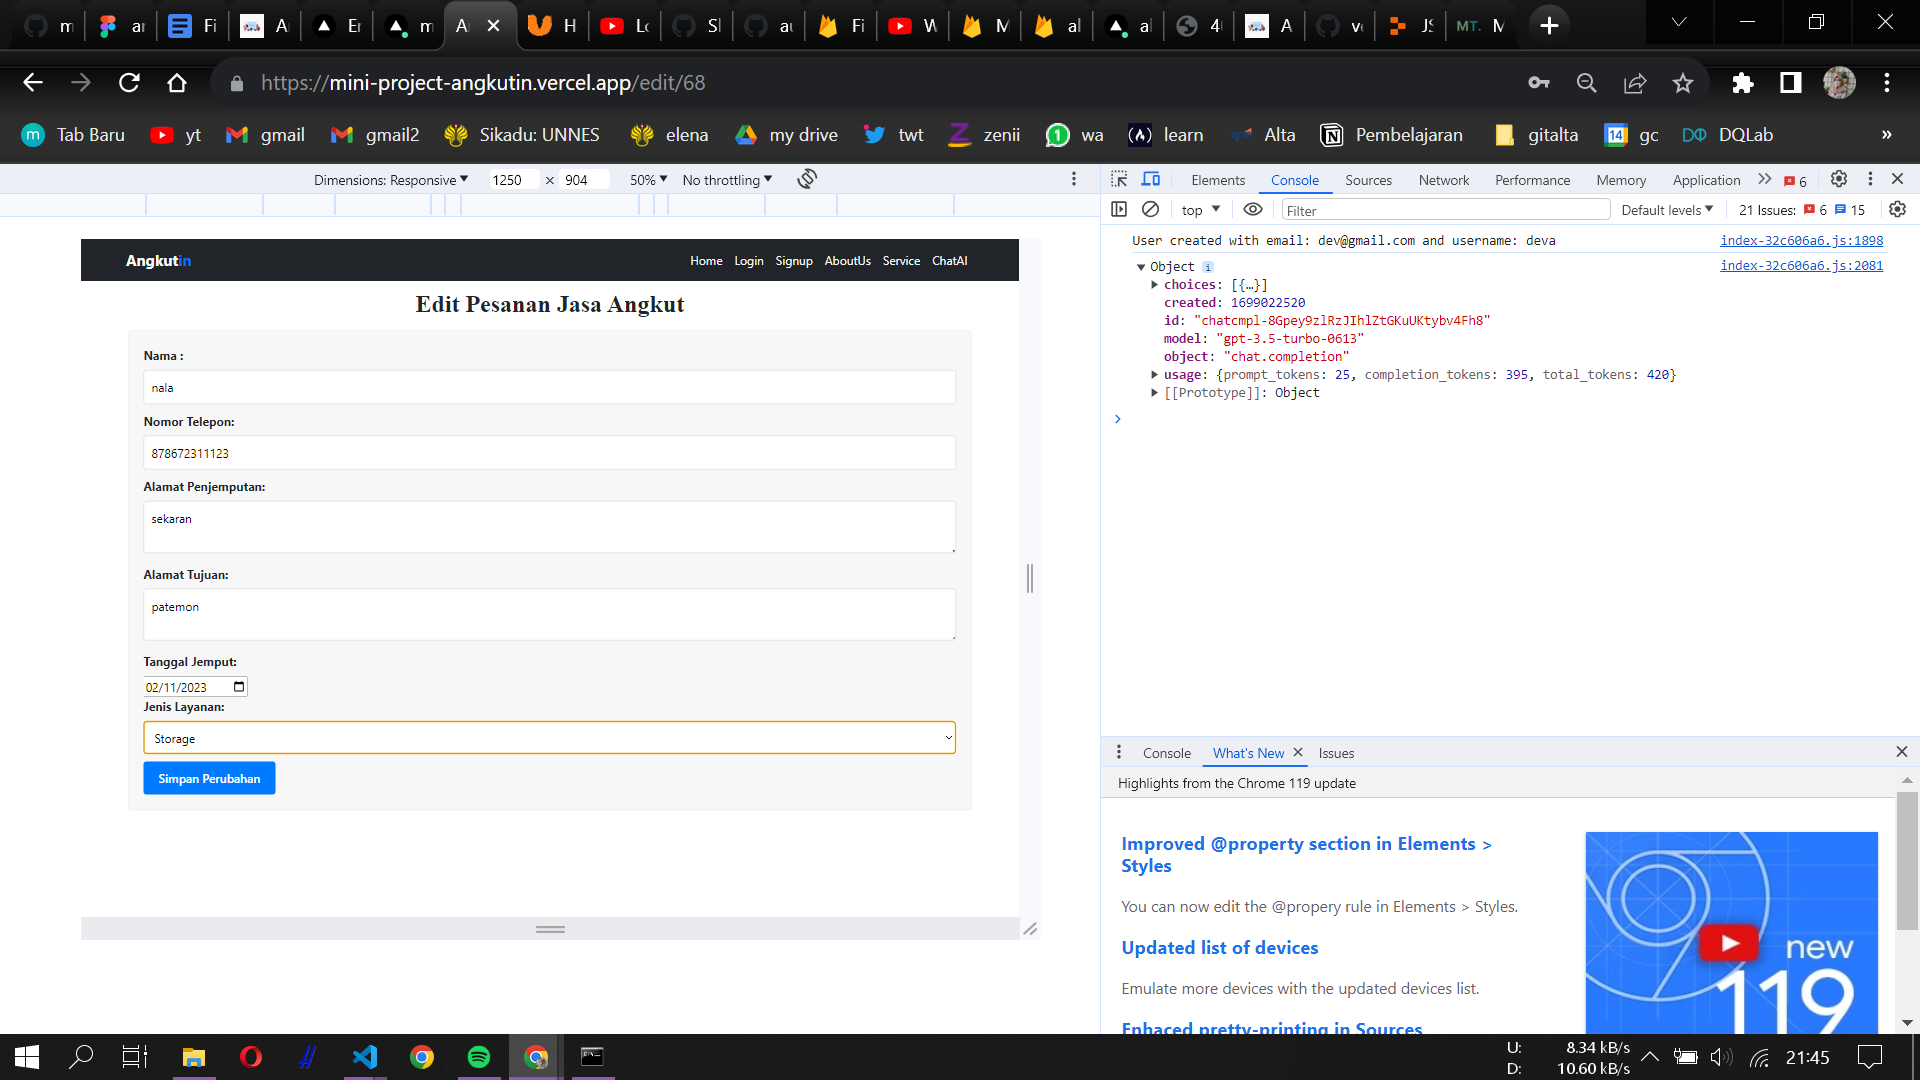 m
ar
Fi
A
Er
m
A
H
Lo
Sl
au
Fi
W
M
al
al
4(
A
ve
JS
MT. M
https://mini-project-angkutin.vercel.app/edit/68
Tab Baru
yt
gmail
gmail2
Sikadu: UNNES
elena
my drive
twt
zenii
wa
learn
Alta
Pembelajaran
gitalta
gc
DQLab
»
Dimensions: Responsive 1250 × 904 50% No throttling
Elements Console Sources Network Performance Memory Application » 6
top Filter Default levels 21 Issues: 6 15
Angkutin
Home Login Signup AboutUs Service ChatAI
Edit Pesanan Jasa Angkut
Nama :
nala
Nomor Telepon:
878672311123
Alamat Penjemputan:
sekaran
Alamat Tujuan:
patemon
Tanggal Jemput:
02/11/2023
Jenis Layanan:
Storage
Simpan Perubahan
User created with email: dev@gmail.com and username: deva index-32c606a6.js:1898
Object i index-32c606a6.js:2081
choices: [{…}]
created: 1699022520
id: "chatcmpl-8Gpey9zlRzJIhlZtGKuUKtybv4Fh8"
model: "gpt-3.5-turbo-0613"
object: "chat.completion"
usage: {prompt_tokens: 25, completion_tokens: 395, total_tokens: 420}
[[Prototype]]: Object
Console What's New Issues
Highlights from the Chrome 119 update
Improved @property section in Elements >
Styles
You can now edit the @propery rule in Elements > Styles.
Updated list of devices
Emulate more devices with the updated devices list.
Enhaced pretty-printing in Sources
new
119
U: 8.34 kB/s
D: 10.60 kB/s
21:45